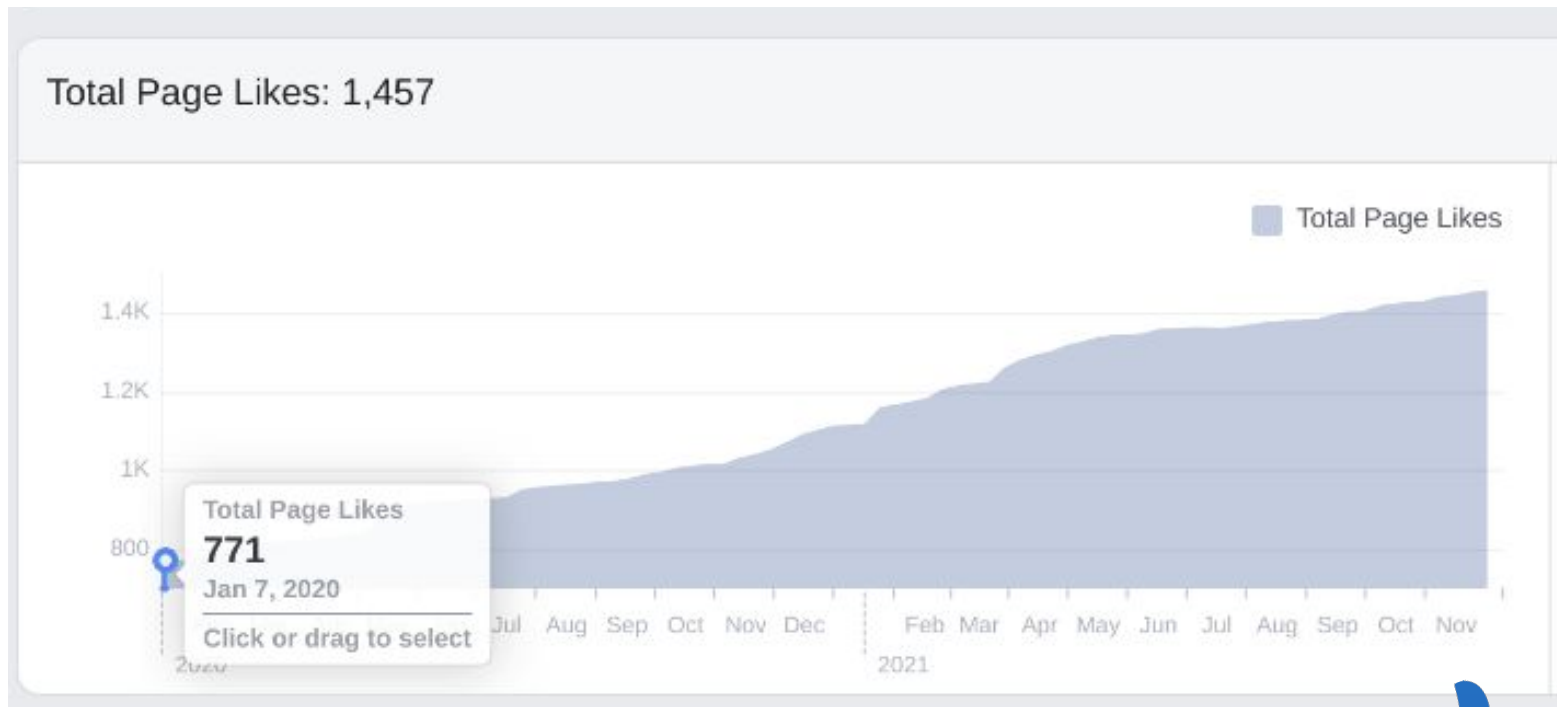 Total Page Likes: 1,457
Total Page Likes
1.4K
1.2K
1K
800
Total Page Likes
771
Jan 7, 2020
Click or drag to select
Jul Aug Sep Oct Nov Dec Feb Mar Apr May Jun Jul Aug Sep Oct Nov
2020 2021